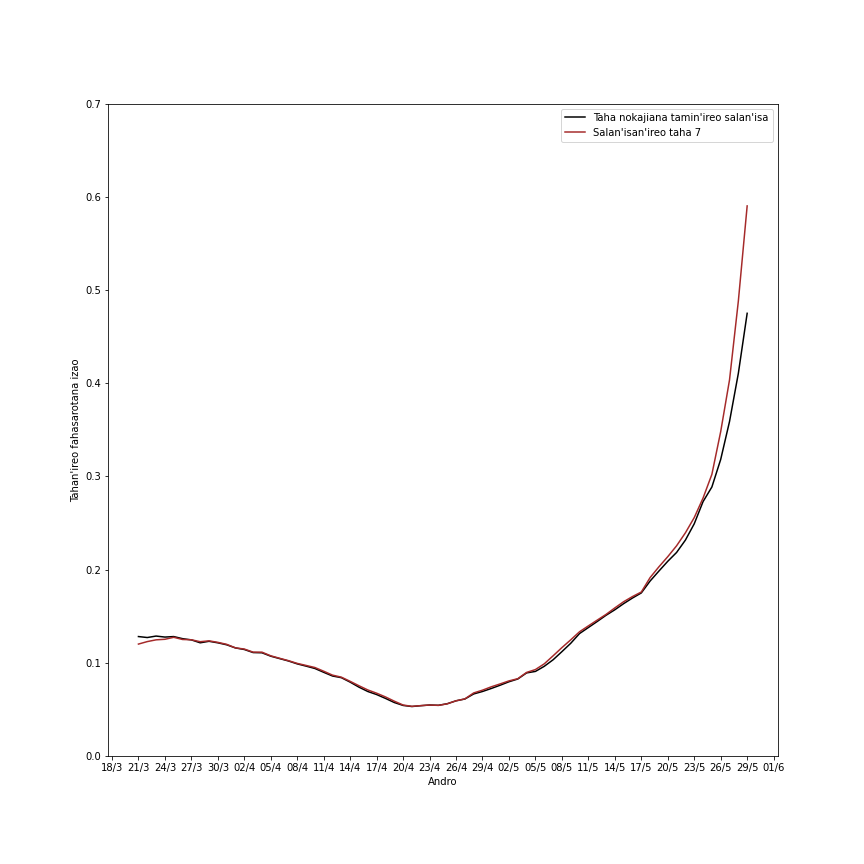 Taha nokajiana tamin'ireo salan'isa
Salan'isan'ireo taha 7
0.7
0.6
0.5
0.4
0.3
0.2
0.1
0.0
Tahan'ireo fahasarotana izao
18/3 21/3 24/3 27/3 30/3 02/4 05/4 08/4 11/4 14/4 17/4 20/4 23/4 26/4 29/4 02/5 05/5 08/5 11/5 14/5 17/5 20/5 23/5 26/5 29/5 01/6
Andro